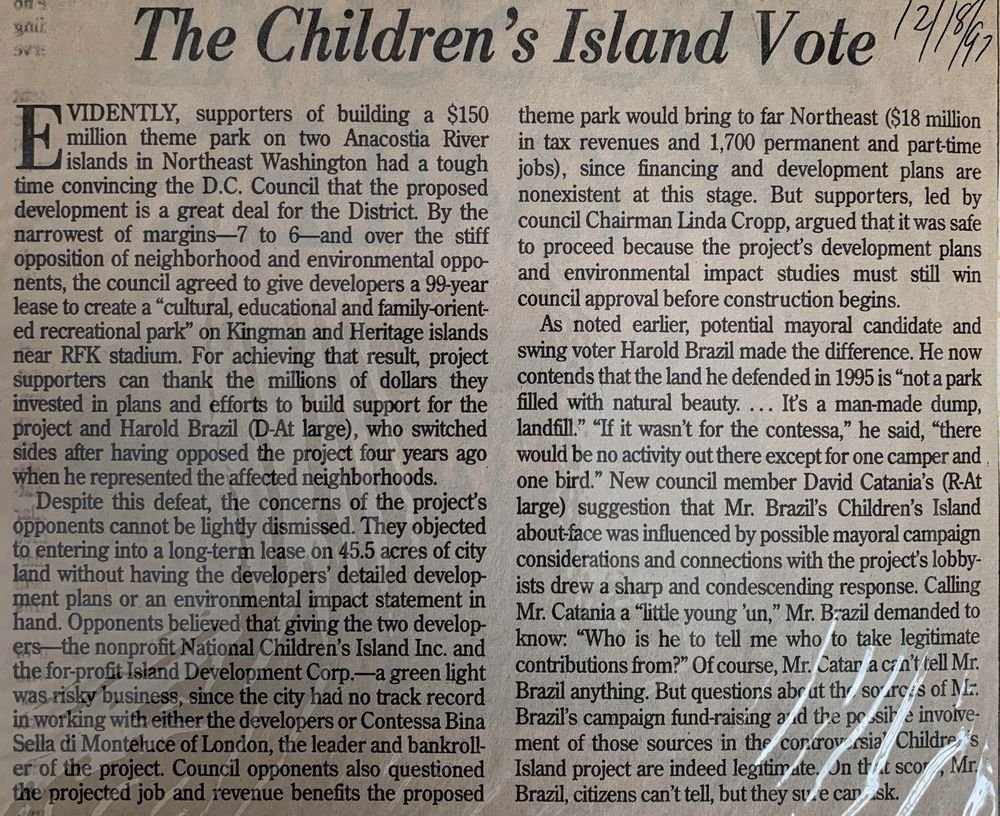 The Children's Island Vote
12/18/97
EVIDENTLY, supporters of building a $150
million theme park on two Anacostia River
islands in Northeast Washington had a tough
time convincing the D.C. Council that the proposed
development is a great deal for the District. By the
narrowest of margins—7 to 6—and over the stiff
opposition of neighborhood and environmental oppo-
nents, the council agreed to give developers a 99-year
lease to create a “cultural, educational and family-orient-
ed recreational park” on Kingman and Heritage islands
near RFK stadium. For achieving that result, project
supporters can thank the millions of dollars they
invested in plans and efforts to build support for the
project and Harold Brazil (D-At large), who switched
sides after having opposed the project four years ago
when he represented the affected neighborhoods.
Despite this defeat, the concerns of the project's
opponents cannot be lightly dismissed. They objected
to entering into a long-term lease on 45.5 acres of city
land without having the developers' detailed develop-
ment plans or an environmental impact statement in
hand. Opponents believed that giving the two develop-
ers—the nonprofit National Children's Island Inc. and
the for-profit Island Development Corp.—a green light
was risky business, since the city had no track record
in working with either the developers or Contessa Bina
Sella di Monteluce of London, the leader and bankroll-
er of the project. Council opponents also questioned
the projected job and revenue benefits the proposed
theme park would bring to far Northeast ($18 million
in tax revenues and 1,700 permanent and part-time
jobs), since financing and development plans are
nonexistent at this stage. But supporters, led by
council Chairman Linda Cropp, argued that it was safe
to proceed because the project's development plans
and environmental impact studies must still win
council approval before construction begins.
As noted earlier, potential mayoral candidate and
swing voter Harold Brazil made the difference. He now
contends that the land he defended in 1995 is “not a park
filled with natural beauty. . . . It's a man-made dump,
landfill.” “If it wasn't for the contessa,” he said, “there
would be no activity out there except for one camper and
one bird.” New council member David Catania's (R-At
large) suggestion that Mr. Brazil's Children's Island
about-face was influenced by possible mayoral campaign
considerations and connections with the project's lobby-
ists drew a sharp and condescending response. Calling
Mr. Catania a “little young 'un,” Mr. Brazil demanded to
know: “Who is he to tell me who to take legitimate
contributions from?” Of course, Mr. Catania can't tell Mr.
Brazil anything. But questions about the sources of Mr.
Brazil's campaign fund-raising and the possible involve-
ment of those sources in the controversial Children's
Island project are indeed legitimate. On that score, Mr.
Brazil, citizens can't tell, but they sure can ask.